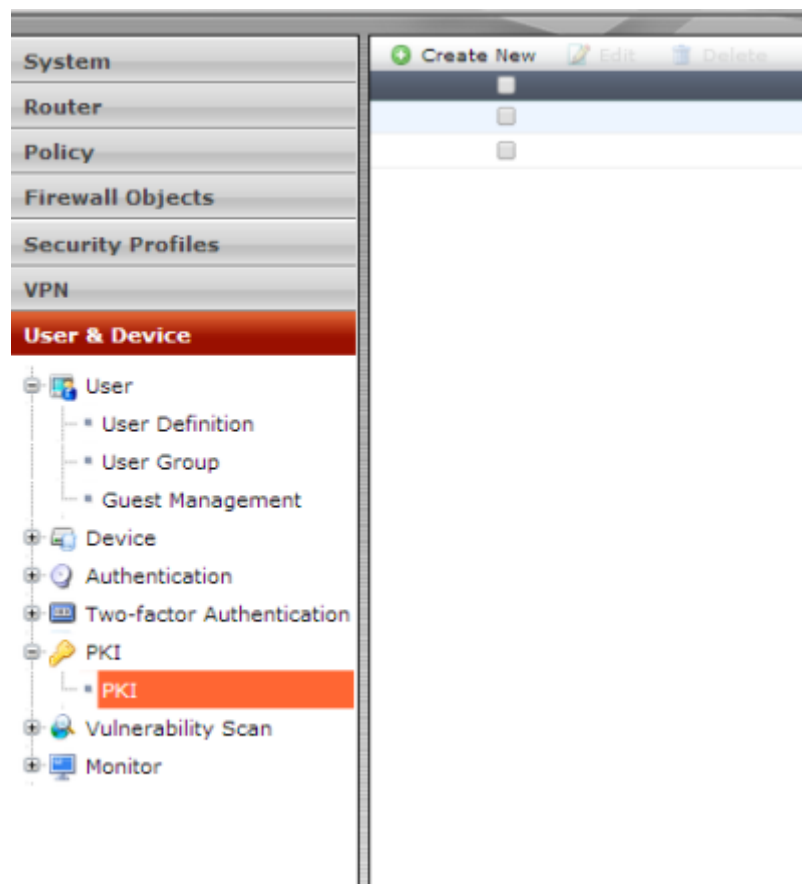 System
Router
Policy
Firewall Objects
Security Profiles
VPN
User & Device
User
User Definition
User Group
Guest Management
Device
Authentication
Two-factor Authentication
PKI
PKI
Vulnerability Scan
Monitor
Create New Edit Delete